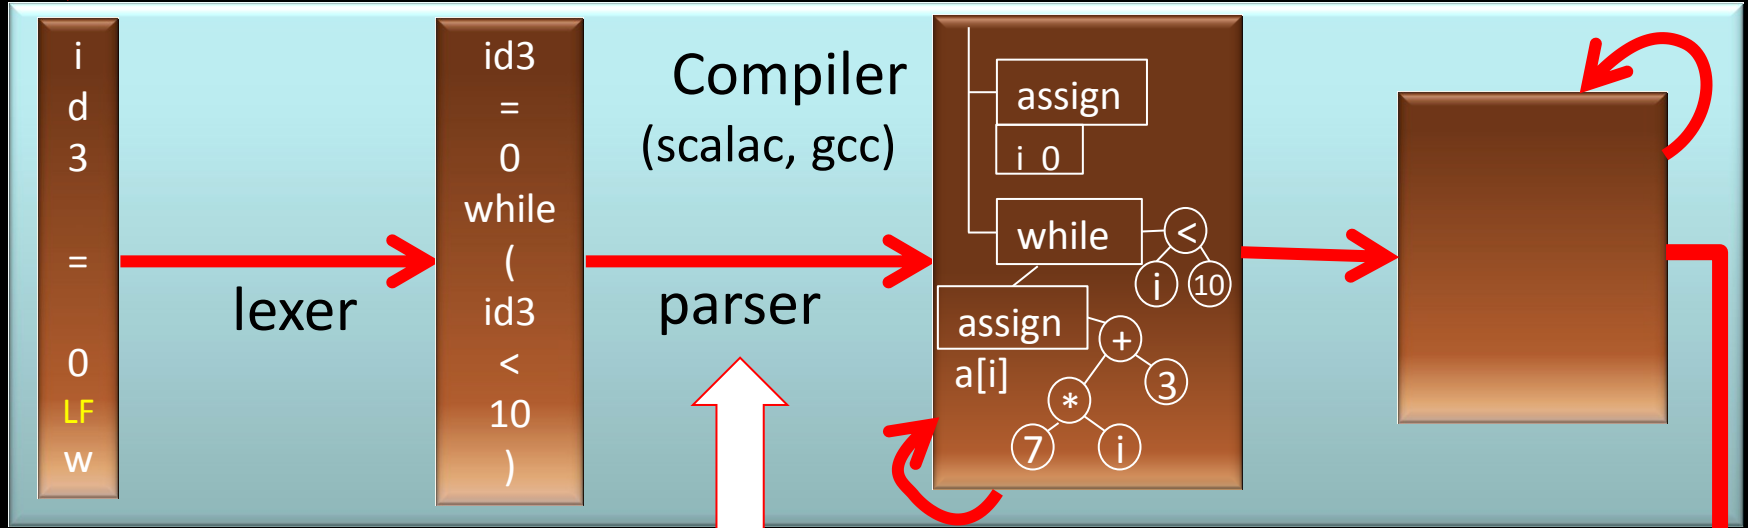 i
d
3
=
0
LF
w
lexer
id3
=
0
while
(
id3
<
10
)
Compiler
(scalac, gcc)
parser
assign
i 0
while
<
i
10
assign
a[i]
+
3
*
7
i